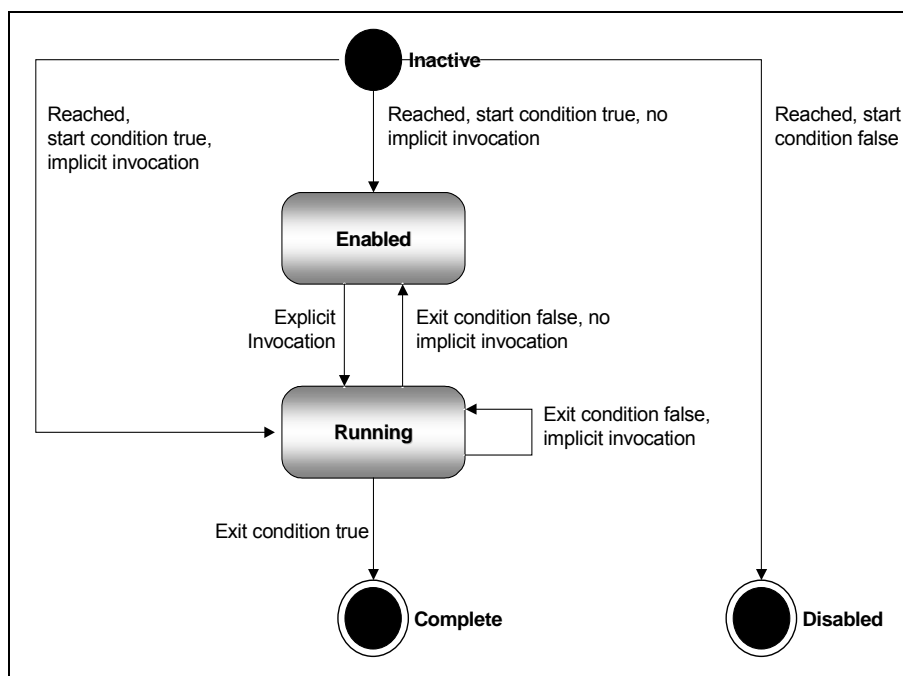 Inactive
Reached,
start condition true,
implicit invocation
Reached, start condition true, no
implicit invocation
Reached, start
condition false
Enabled
Explicit
Invocation
Exit condition false, no
implicit invocation
Running
Exit condition false,
implicit invocation
Exit condition true
Complete
Disabled